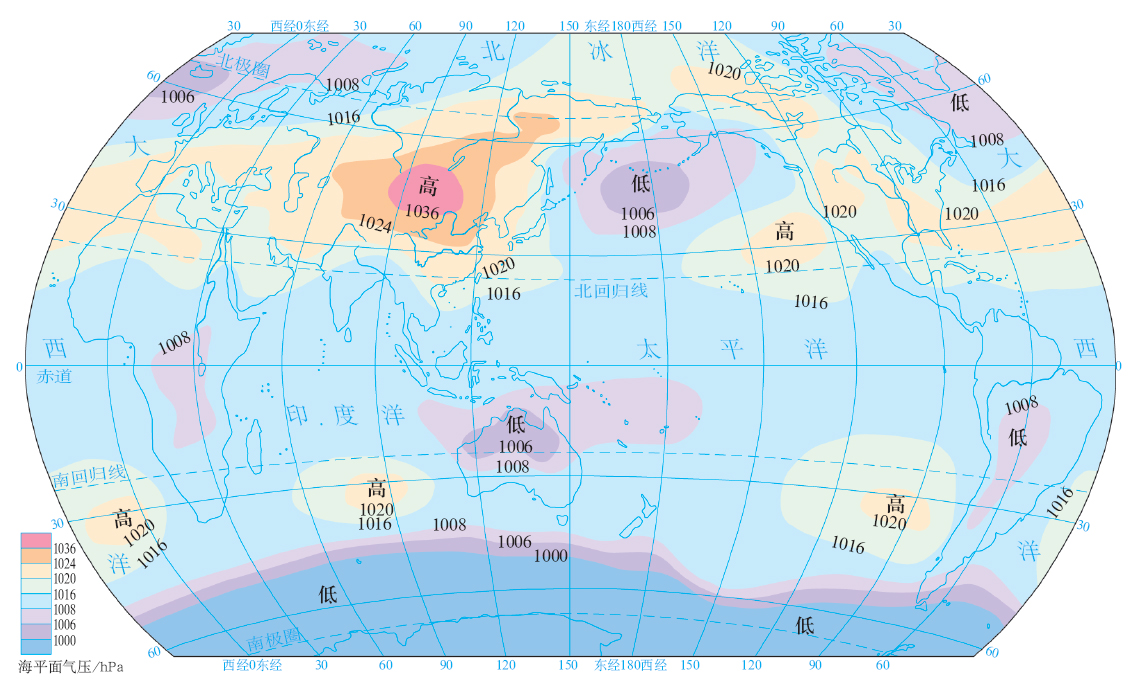 30 西经0东经 30 60 90 120 150 东经180西经 150 120 90 60 30
北 冰 洋
北极圈
60 60
1006 1008 1020 低
1016 1008
大 大
高 低 1016
1036 1006 1020 1020
30 1024 1008 高 30
1020 1020
1016 北回归线 1016
1008
西 太 平 洋 西
0 0
赤道
印 度 洋 低 1008
1006 低
1008
南回归线
高 高 高
1020 1020 1020 1016
30 1016 1008 30
1016 1006 1016
洋 1000 洋
低 低
南极圈
60 60
1036
1024
1020
1016
1008
1006
1000
海平面气压/hPa
西经0东经 30 60 90 120 150 东经180西经 150 120 90 60